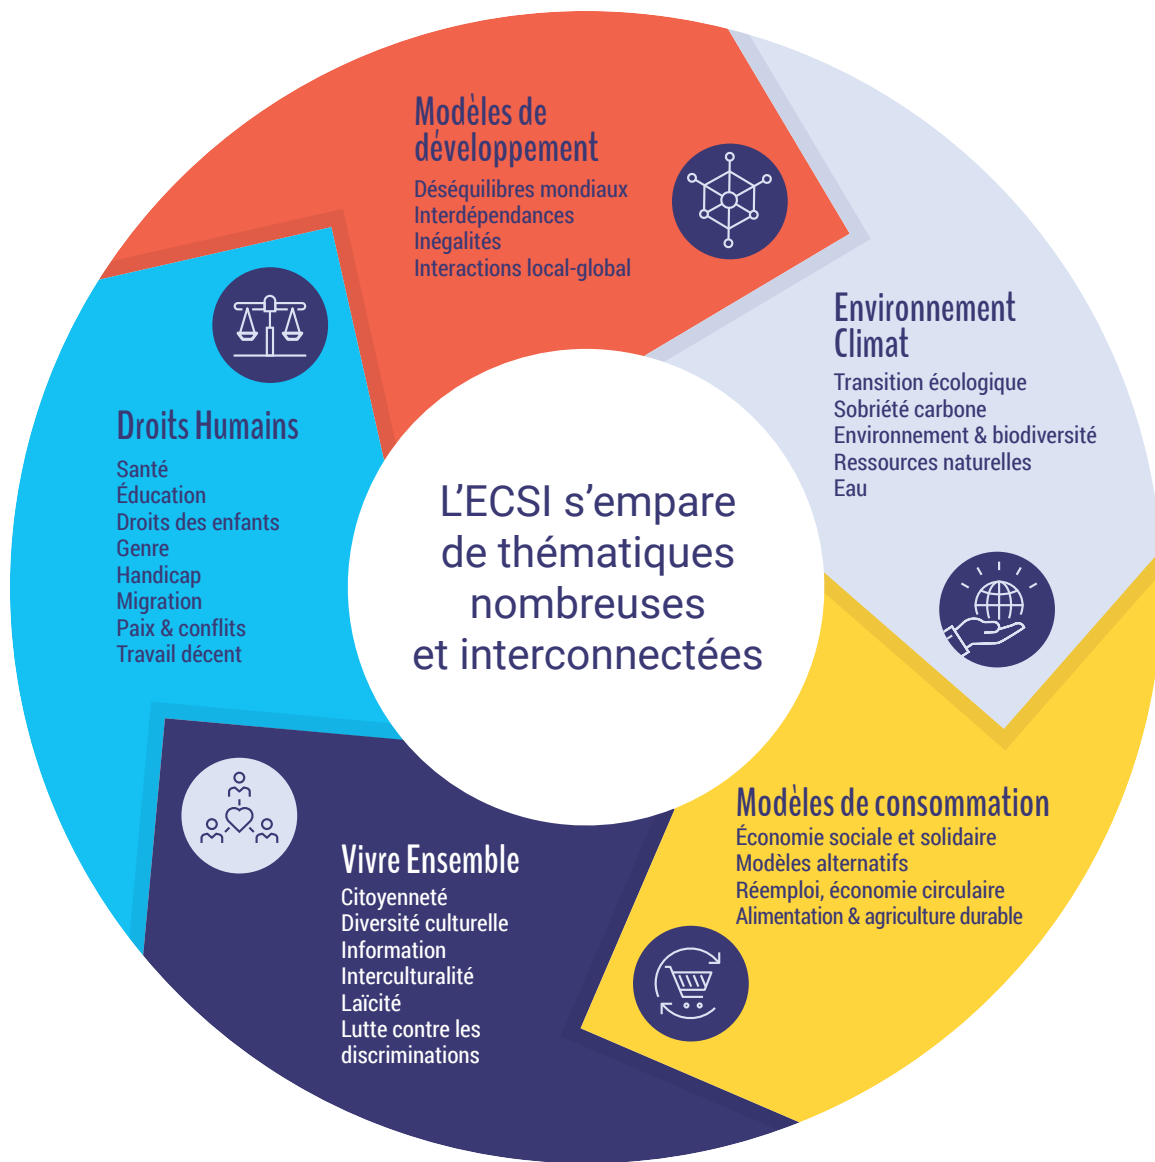 Modèles de
développement
Déséquilibres mondiaux
Interdépendances
Inégalités
Interactions local-global
Environnement
Climat
Transition écologique
Sobriété carbone
Environnement & biodiversité
Ressources naturelles
Eau
Droits Humains
Santé
Éducation
Droits des enfants
Genre
Handicap
Migration
Paix & conflits
Travail décent
L’ECSI s’empare
de thématiques
nombreuses
et interconnectées
Modèles de consommation
Économie sociale et solidaire
Modèles alternatifs
Réemploi, économie circulaire
Alimentation & agriculture durable
Vivre Ensemble
Citoyenneté
Diversité culturelle
Information
Interculturalité
Laïcité
Lutte contre les
discriminations